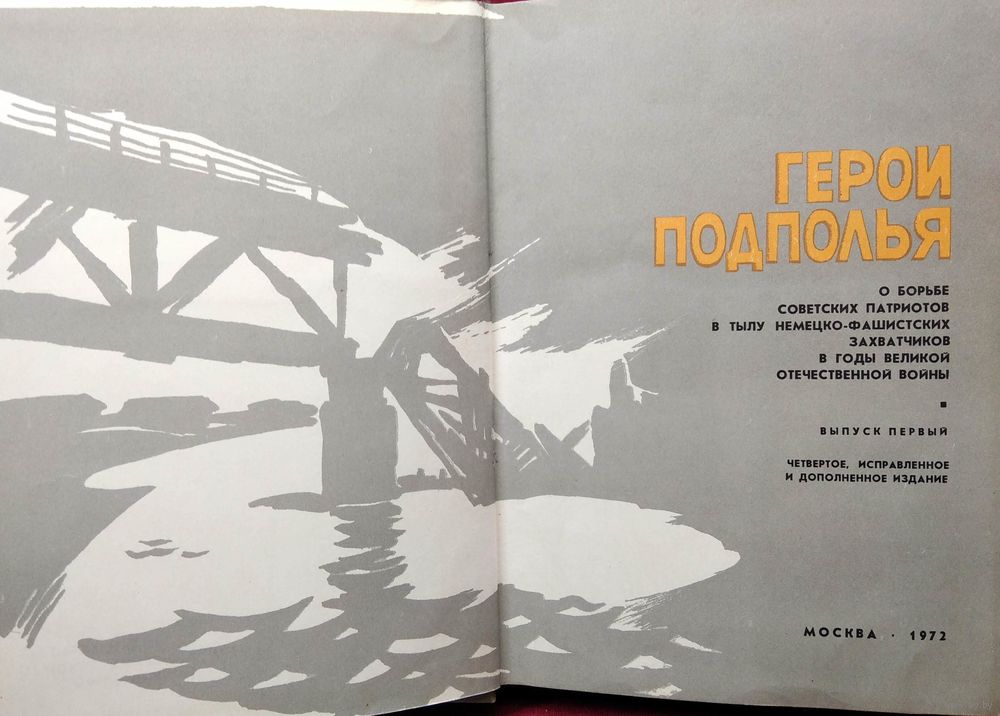 ГЕРОИ
ПОДПОЛЬЯ
О БОРЬБЕ
СОВЕТСКИХ ПАТРИОТОВ
В ТЫЛУ НЕМЕЦКО-ФАШИСТСКИХ
ЗАХВАТЧИКОВ
В ГОДЫ ВЕЛИКОЙ
ОТЕЧЕСТВЕННОЙ ВОЙНЫ
ВЫПУСК ПЕРВЫЙ
ЧЕТВЕРТОЕ, ИСПРАВЛЕННОЕ
И ДОПОЛНЕННОЕ ИЗДАНИЕ
МОСКВА · 1972